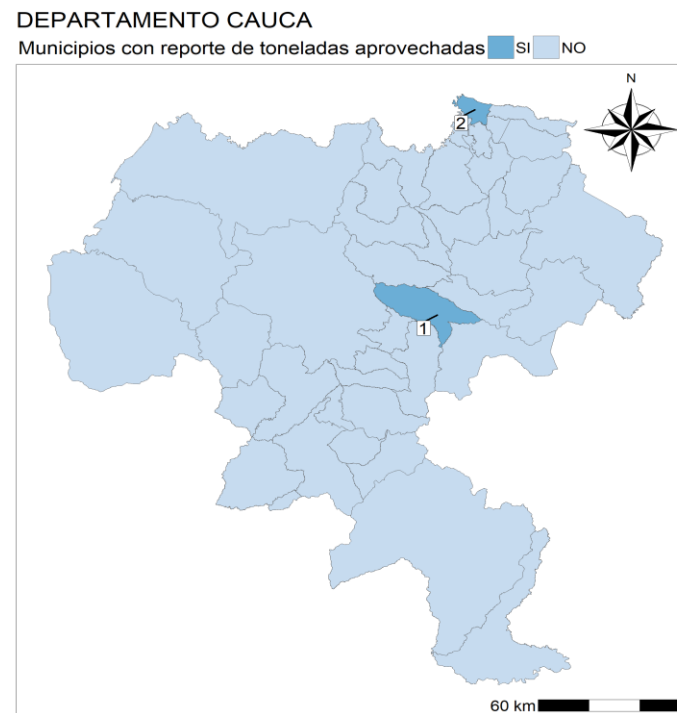 DEPARTAMENTO CAUCA
Municipios con reporte de toneladas aprovechadas SI NO
N
2
1
60 km